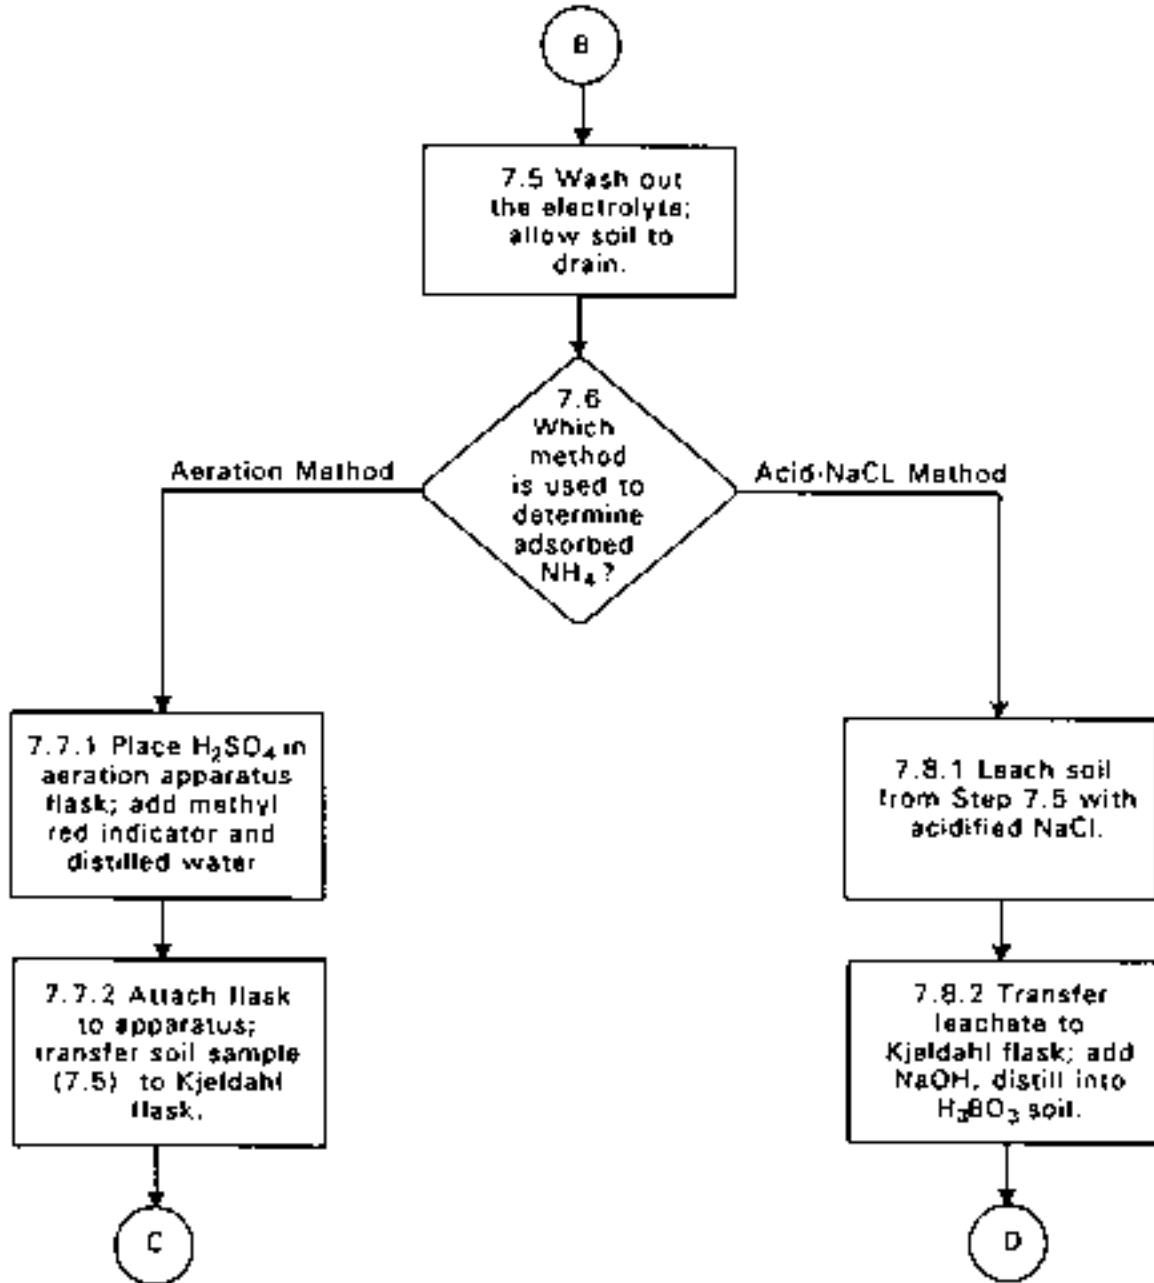 B
7.5 Wash out
the electrolyte;
allow soil to
drain.
7.6
Which
method
is used to
determine
adsorbed
NH₄?
Aeration Method
Acid-NaCL Method
7.7.1 Place H₂SO₄ in
aeration apparatus
flask; add methyl
red indicator and
distilled water
7.8.1 Leach soil
from Step 7.5 with
acidified NaCl.
7.7.2 Attach flask
to apparatus;
transfer soil sample
(7.5) to Kjeldahl
flask.
7.8.2 Transfer
leachate to
Kjeldahl flask; add
NaOH, distill into
H₃BO₃ soil.
C
D